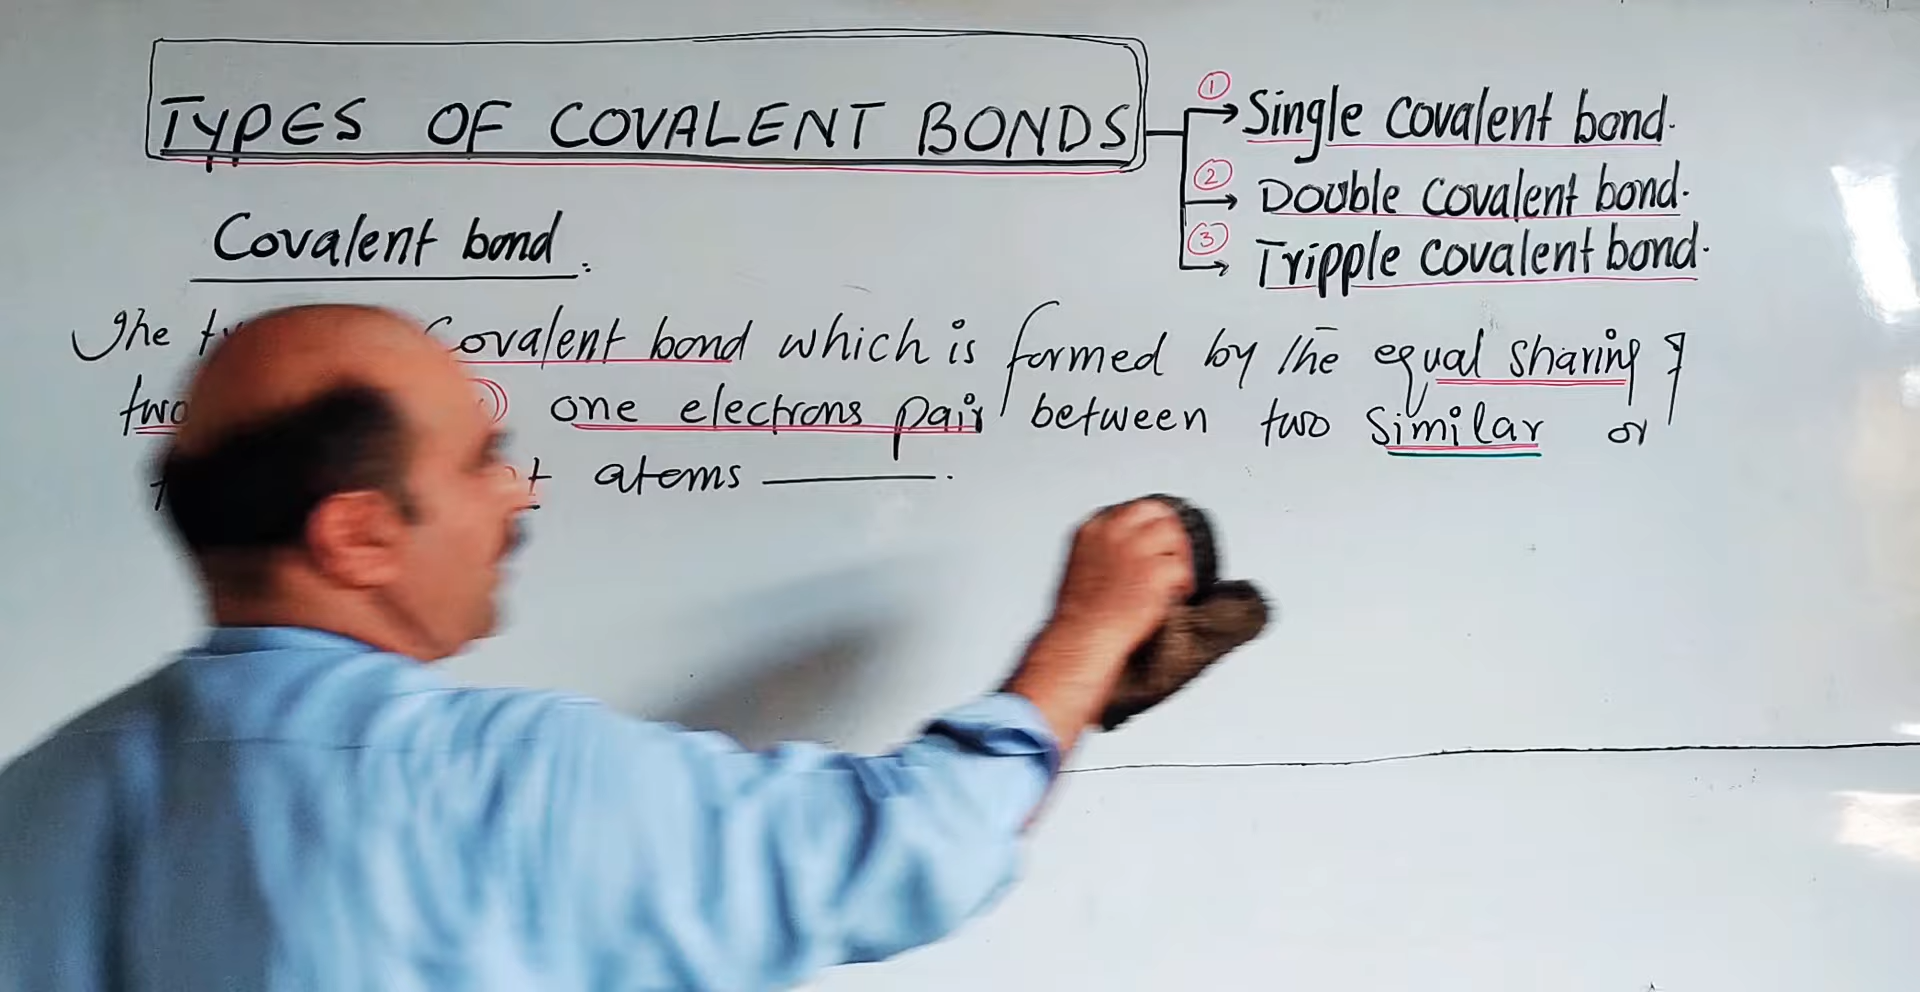 TYPES OF COVALENT BONDS
① Single covalent bond.
② Double covalent bond.
③ Tripple covalent bond.
Covalent bond :
The covalent bond which is formed by the equal sharing of
two one electrons pair between two similar or
atoms ———.